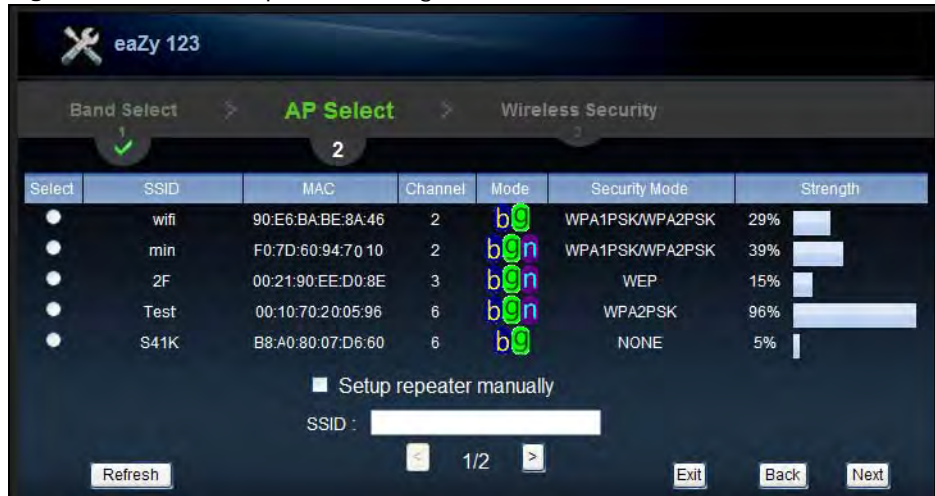 eaZy 123
Band Select > AP Select > Wireless Security
1 2 3
Select SSID MAC Channel Mode Security Mode Strength
wifi 90:E6:BA:BE:8A:46 2 bg WPA1PSK/WPA2PSK 29%
min F0:7D:60:94:7010 2 bgn WPA1PSK/WPA2PSK 39%
2F 00:21:90:EE:D0:8E 3 bgn WEP 15%
Test 00:10:70:20:05:96 6 bgn WPA2PSK 96%
S41K B8:A0:80:07:D6:60 6 bg NONE 5%
Setup repeater manually
SSID :
< 1/2 >
Refresh Exit Back Next